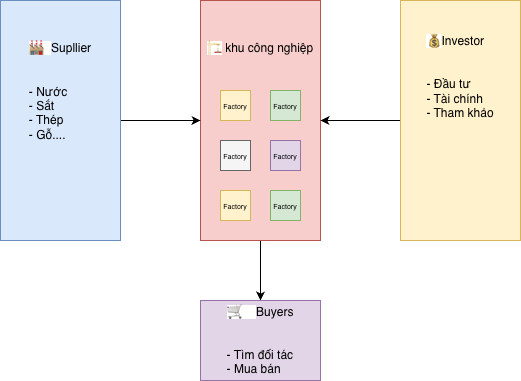 Supllier
- Nước
- Sắt
- Thép
- Gỗ....
khu công nghiệp
Factory
Factory
Factory
Factory
Factory
Factory
Investor
- Đầu tư
- Tài chính
- Tham kháo
Buyers
- Tìm đối tác
- Mua bán